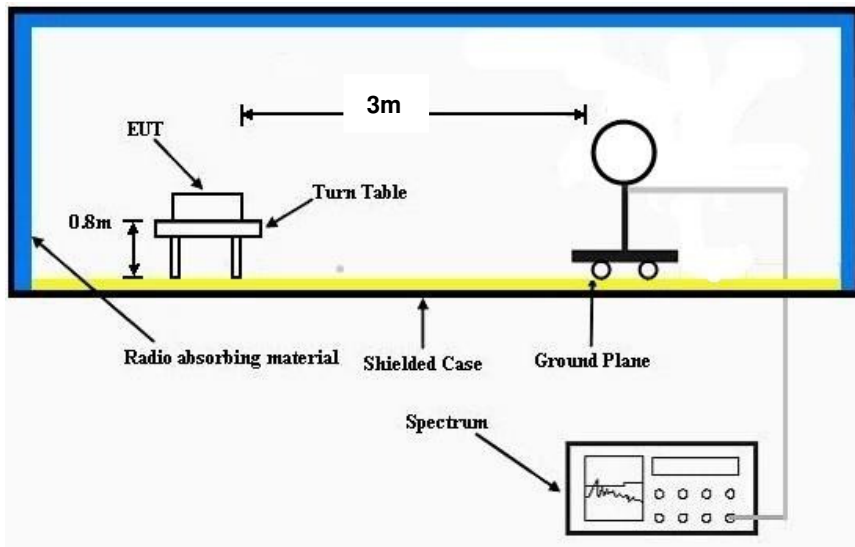 3m
EUT
Turn Table
0.8m
Radio absorbing material
Shielded Case
Ground Plane
Spectrum